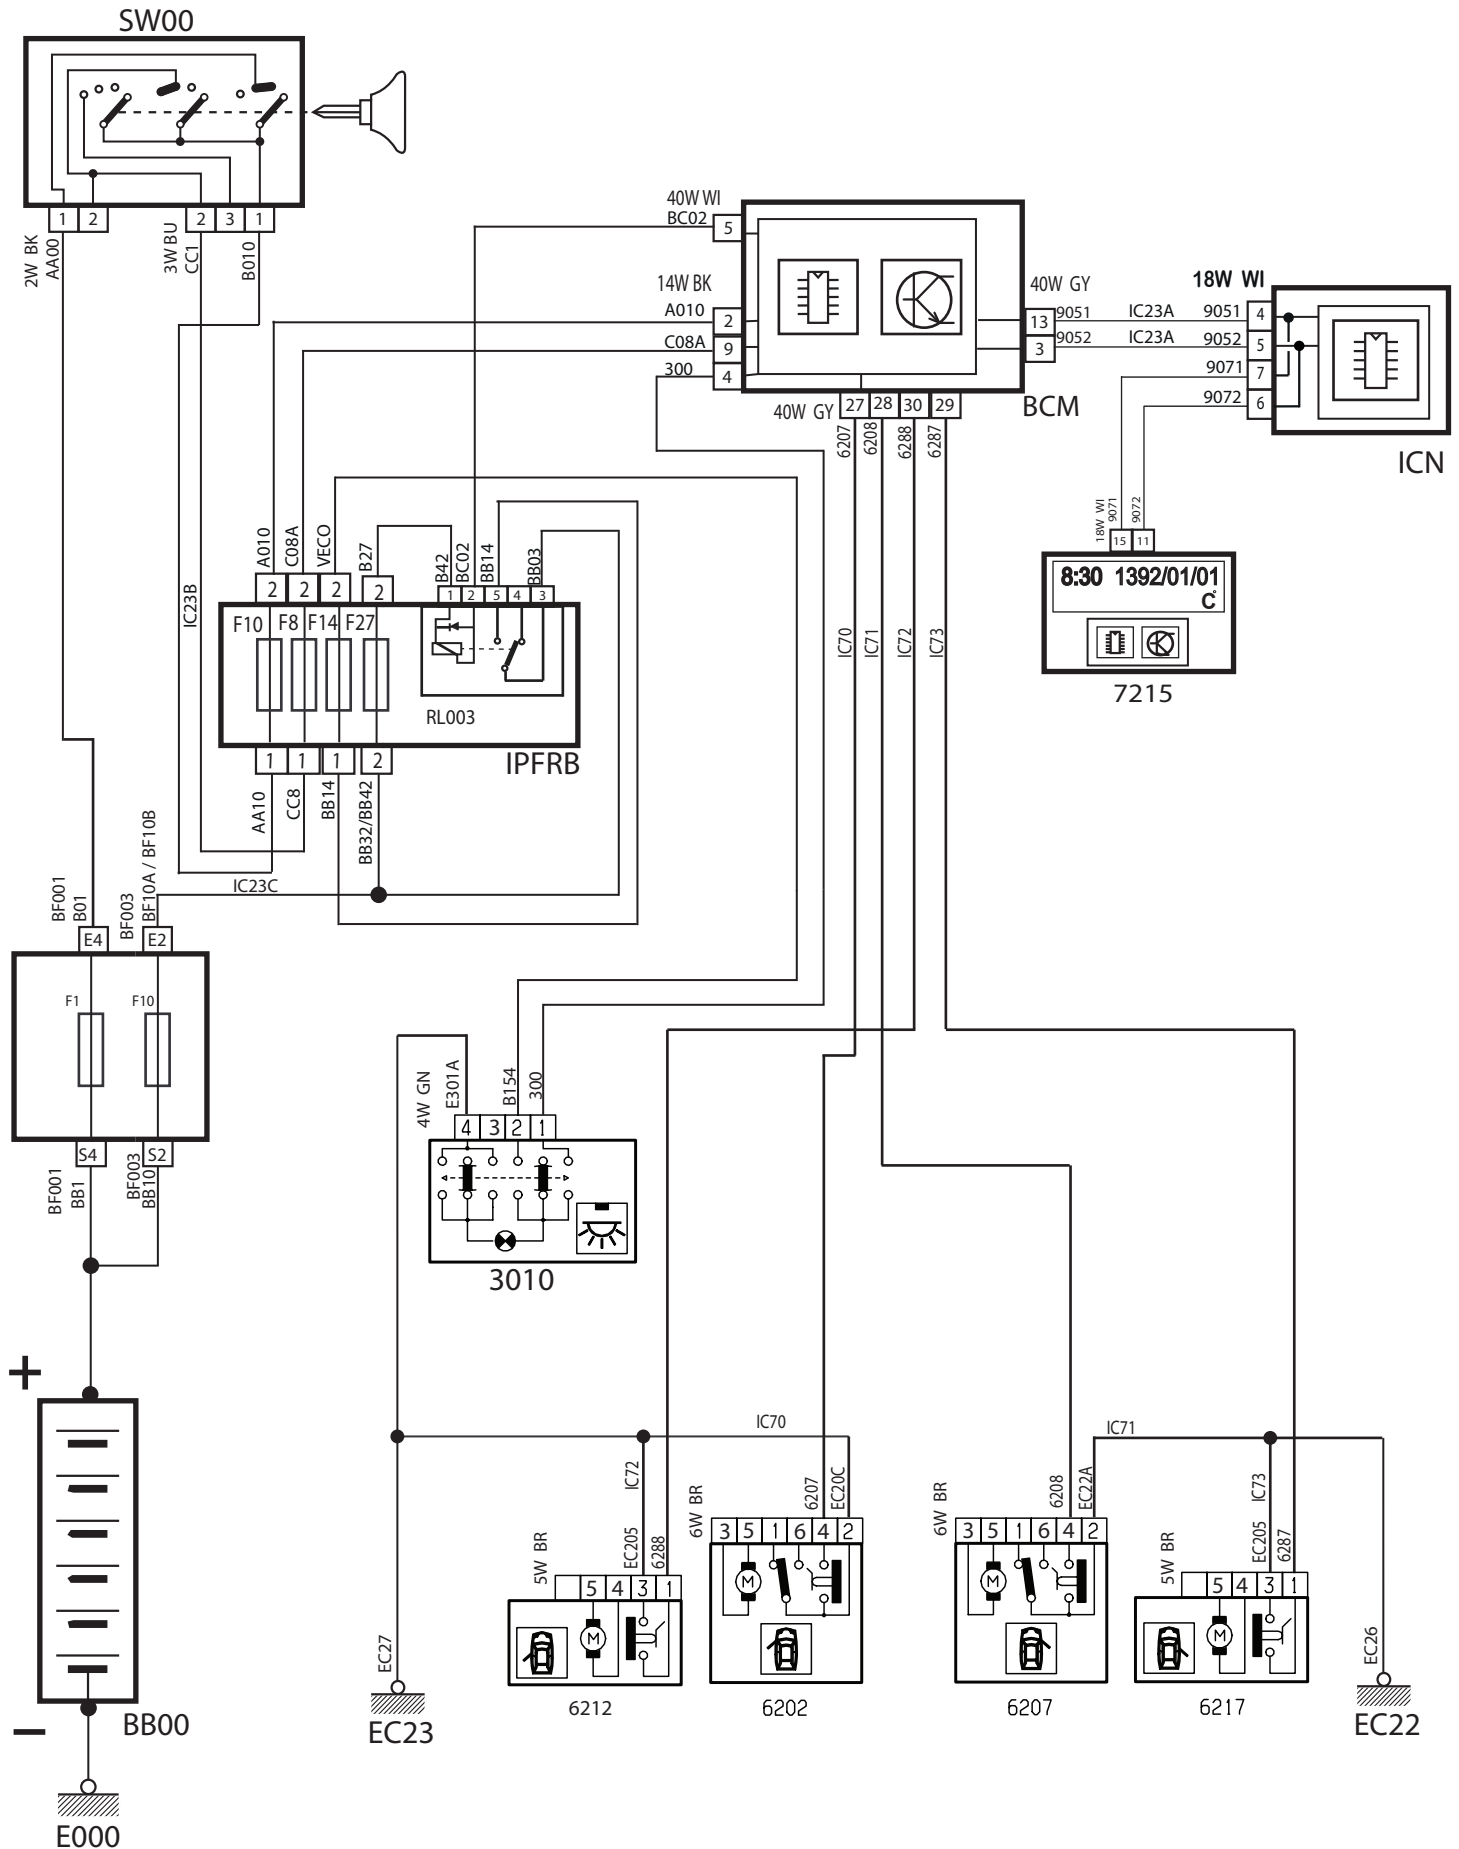 SW00
1 2 2 3 1
2W BK
AA00
3W BU
CC1
B010
40W WI
BC02
5
14W BK
A010
2
C08A
9
300
4
40W GY
13
9051
IC23A
9051
3
9052
IC23A
9052
18W WI
4
5
9071
7
9072
6
ICN
BCM
40W GY
27 28 30 29
6207
6208
6288
6287
IC70
IC71
IC72
IC73
18W WI
9071
9072
15 11
8:30 1392/01/01
C°
7215
IC23B
A010
C08A
VECO
B27
B42
BC02
BB14
BB03
2 2 2 2
1 2 5 4 3
F10 F8 F14 F27
RL003
IPFRB
1 1 1 2
AA10
CC8
BB14
BB32/BB42
IC23C
BF001
B01
BF003
BF10A / BF10B
E4 E2
F1 F10
S4 S2
BF001
BB1
BF003
BB10
4W GN
E301A
B154
300
4 3 2 1
3010
+
−
BB00
E000
IC70
IC72
IC71
IC73
5W BR
EC205
6288
5 4 3 1
M
6212
6W BR
6207
EC20C
3 5 1 6 4 2
M
6202
6W BR
6208
EC22A
3 5 1 6 4 2
M
6207
5W BR
EC205
6287
5 4 3 1
M
6217
EC27
EC23
EC26
EC22